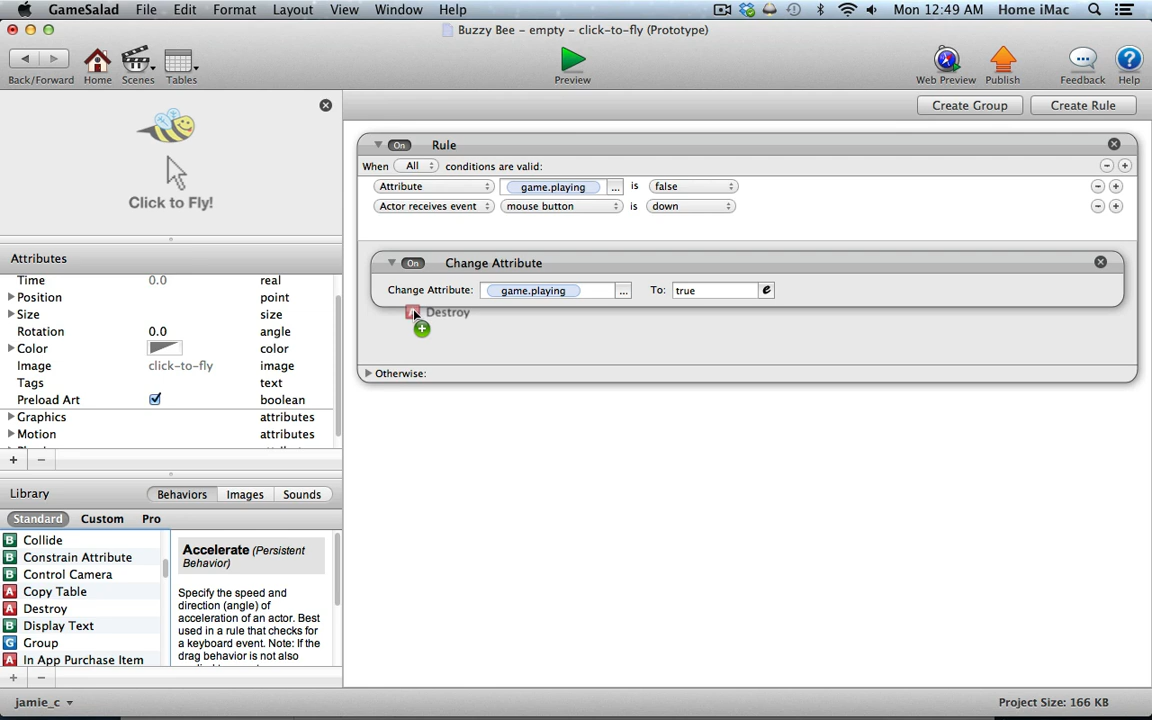 GameSalad File Edit Format Layout View Window Help Mon 12:49 AM Home iMac
Buzzy Bee – empty – click-to-fly (Prototype)
Back/Forward Home Scenes Tables Preview Web Preview Publish Feedback Help
Create Group Create Rule
Click to Fly!
On Rule
When All conditions are valid:
Attribute game.playing ... is false
Actor receives event mouse button is down
On Change Attribute
Change Attribute: game.playing ... To: true e
Destroy
Otherwise:
Attributes
Time 0.0 real
Position point
Size size
Rotation 0.0 angle
Color color
Image click-to-fly image
Tags text
Preload Art boolean
Graphics attributes
Motion attributes
Library Behaviors Images Sounds
Standard Custom Pro
B Collide
B Constrain Attribute
B Control Camera
A Copy Table
A Destroy
B Display Text
G Group
A In App Purchase Item
Accelerate (Persistent
Behavior)
Specify the speed and
direction (angle) of
acceleration of an actor. Best
used in a rule that checks for
a keyboard event. Note: If the
drag behavior is not also
jamie_c Project Size: 166 KB